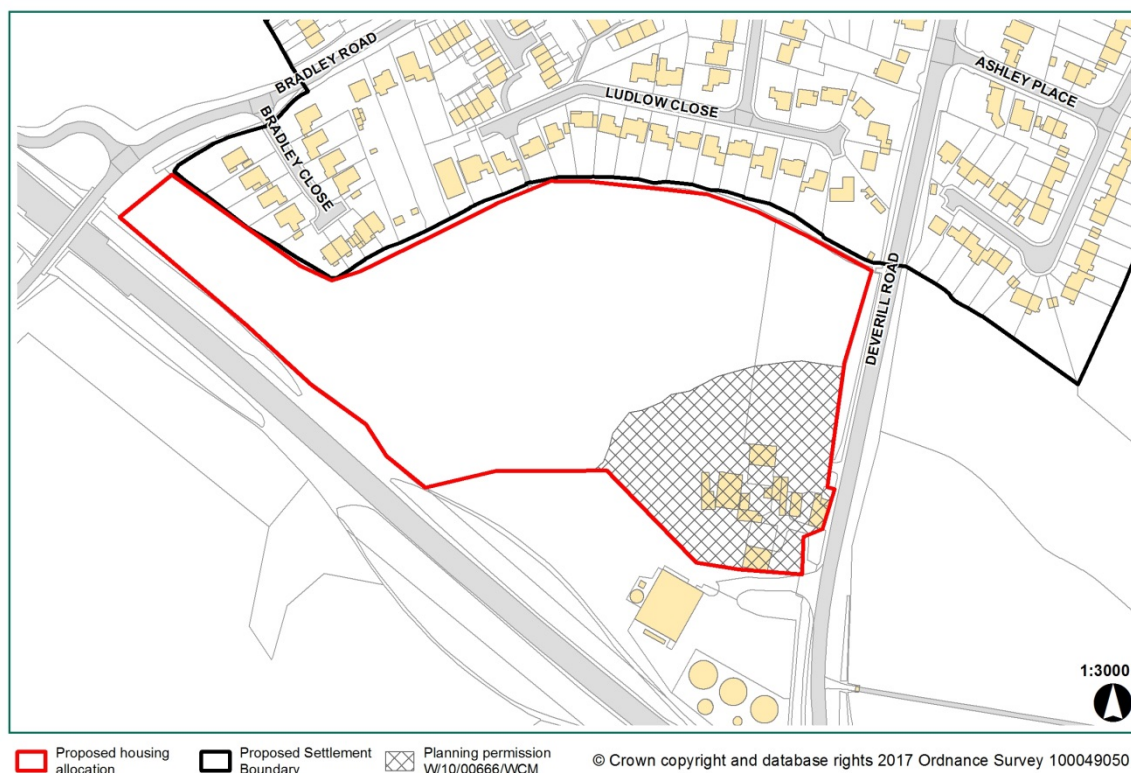 BRADLEY ROAD
BRADLEY CLOSE
LUDLOW CLOSE
ASHLEY PLACE
DEVERILL ROAD
1:3000
Proposed housing
allocation
Proposed Settlement
Boundary
Planning permission
W/10/00666/WCM
© Crown copyright and database rights 2017 Ordnance Survey 100049050